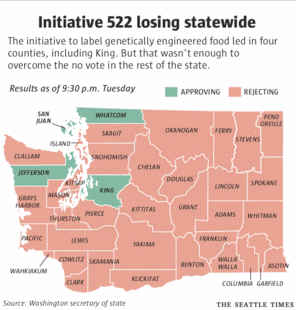 Initiative 522 losing statewide
The initiative to label genetically engineered food led in four
counties, including King. But that wasn't enough to
overcome the no vote in the rest of the state.
Results as of 9:30 p.m. Tuesday
APPROVING
REJECTING
SAN
JUAN
WHATCOM
SKAGIT
ISLAND
OKANOGAN
FERRY
STEVENS
PEND
OREILLE
CLALLAM
SNOHOMISH
CHELAN
JEFFERSON
KITSAP
KING
DOUGLAS
LINCOLN
SPOKANE
GRAYS
HARBOR
MASON
THURSTON
PIERCE
KITTITAS
GRANT
ADAMS
WHITMAN
PACIFIC
LEWIS
YAKIMA
FRANKLIN
WAHKIAKUM
COWLITZ
SKAMANIA
BENTON
WALLA
WALLA
ASOTIN
CLARK
KLICKITAT
COLUMBIA
GARFIELD
Source: Washington secretary of state
THE SEATTLE TIMES